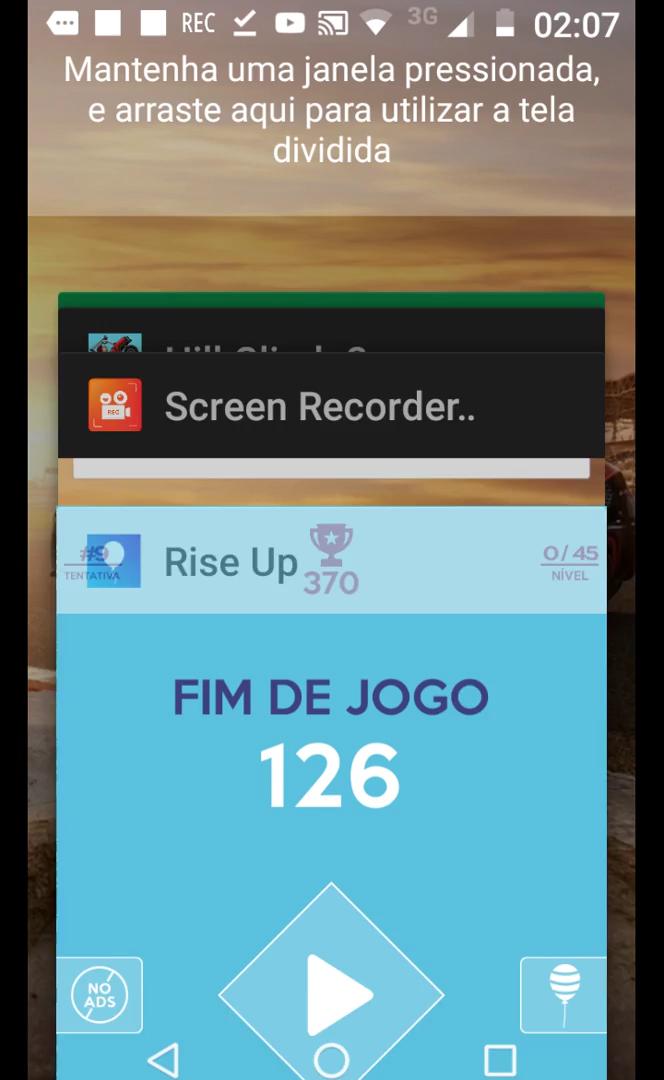 REC 3G 02:07
Mantenha uma janela pressionada,
e arraste aqui para utilizar a tela
dividida
REC
Screen Recorder..
#9
TENTATIVA
Rise Up
370
0/45
NÍVEL
FIM DE JOGO
126
NO
ADS